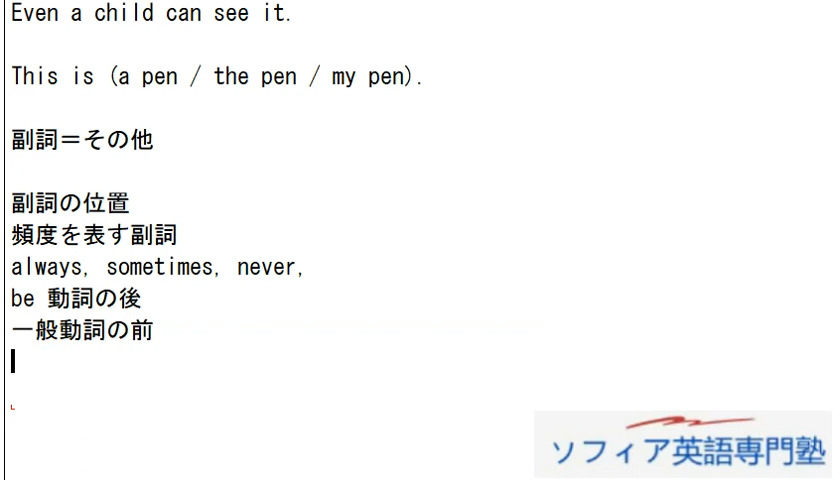 Even a child can see it.
This is (a pen / the pen / my pen).
副詞＝その他
副詞の位置
頻度を表す副詞
always, sometimes, never,
be 動詞の後
一般動詞の前
ソフィア英語専門塾